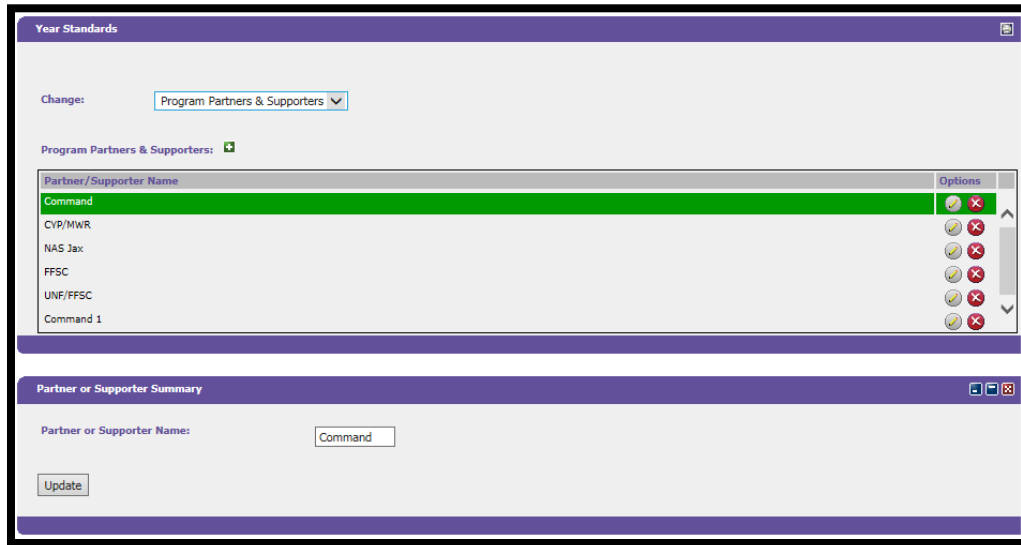 Year Standards
Change: Program Partners & Supporters
Program Partners & Supporters:
Partner/Supporter Name Options
Command
CYP/MWR
NAS Jax
FFSC
UNF/FFSC
Command 1
Partner or Supporter Summary
Partner or Supporter Name: Command
Update